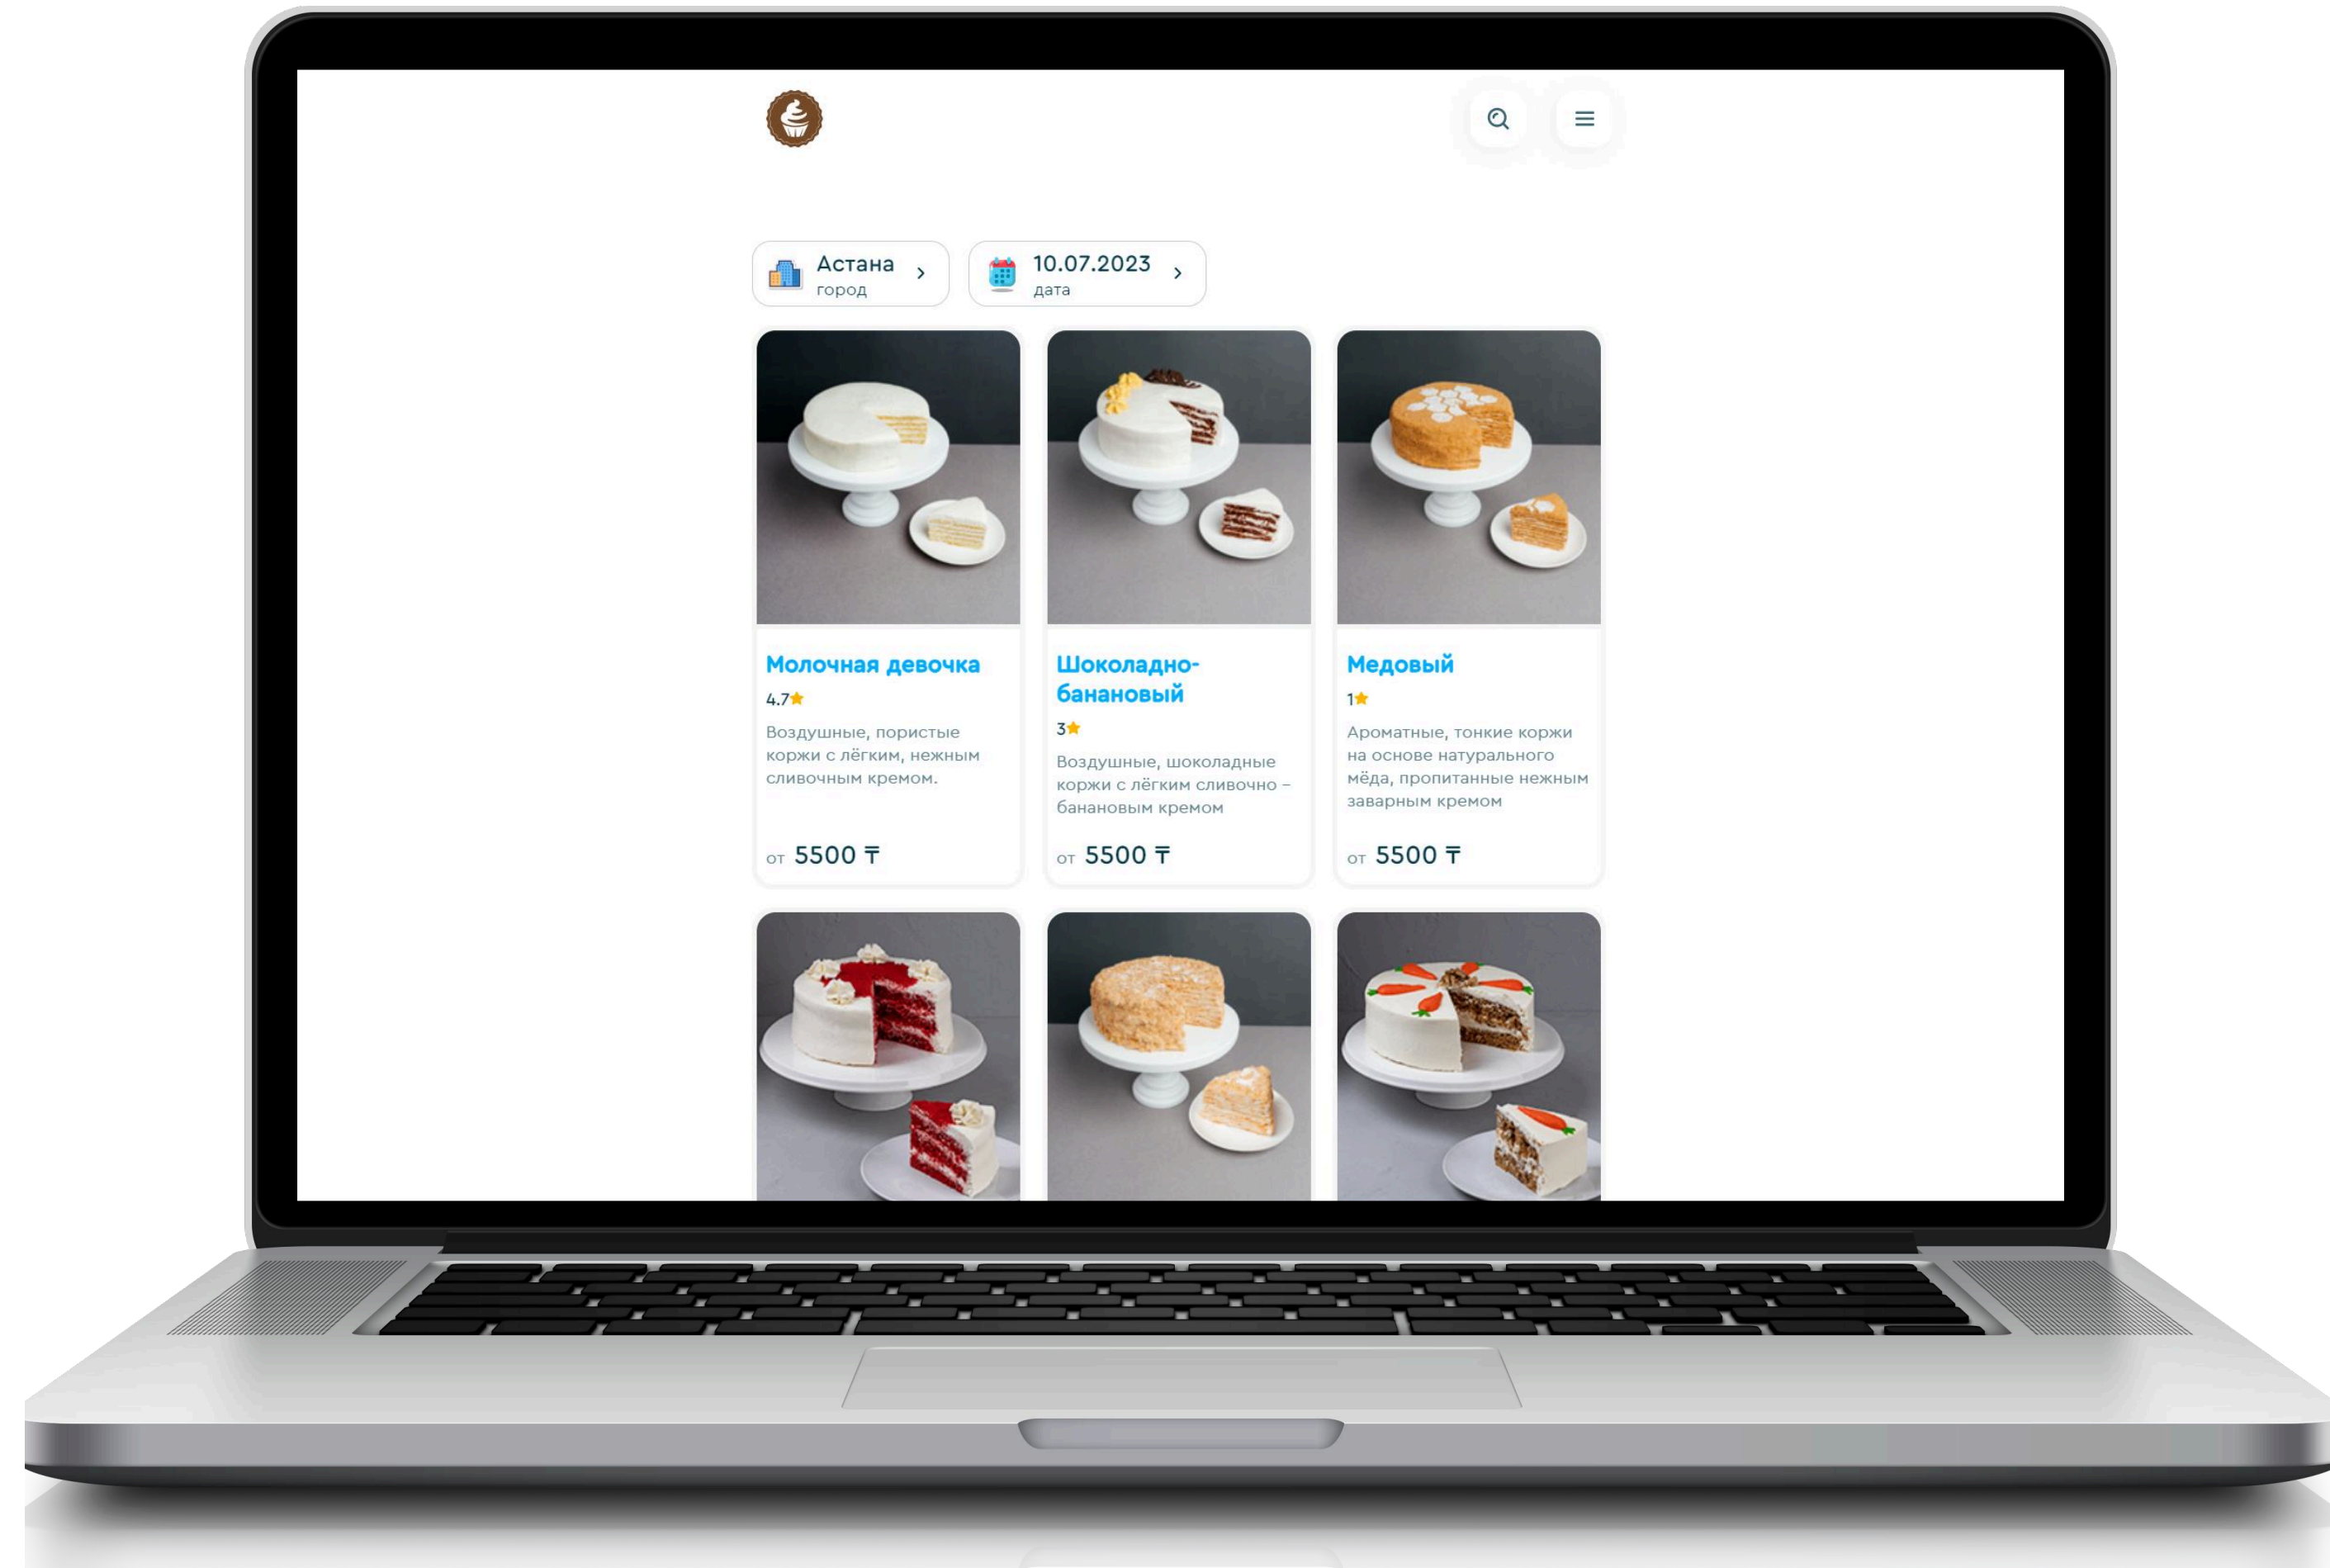 Астана
город
10.07.2023
дата
Молочная девочка
4.7
Воздушные, пористые
коржи с лёгким, нежным
сливочным кремом.
от 5500 ₸
Шоколадно-
банановый
3
Воздушные, шоколадные
коржи с лёгким сливочно –
банановым кремом
от 5500 ₸
Медовый
1
Ароматные, тонкие коржи
на основе натурального
мёда, пропитанные нежным
заварным кремом
от 5500 ₸